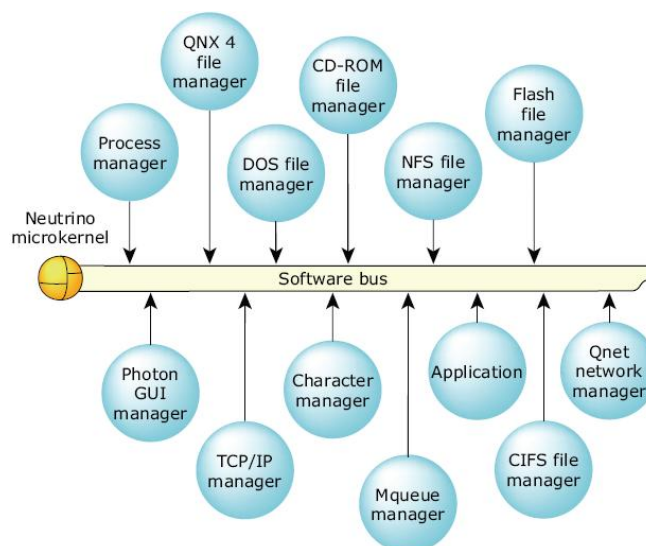 QNX 4
file
manager
CD-ROM
file
manager
Flash
file
manager
Process
manager
DOS file
manager
NFS file
manager
Neutrino
microkernel
Software bus
Photon
GUI
manager
Character
manager
Application
Qnet
network
manager
TCP/IP
manager
Mqueue
manager
CIFS file
manager